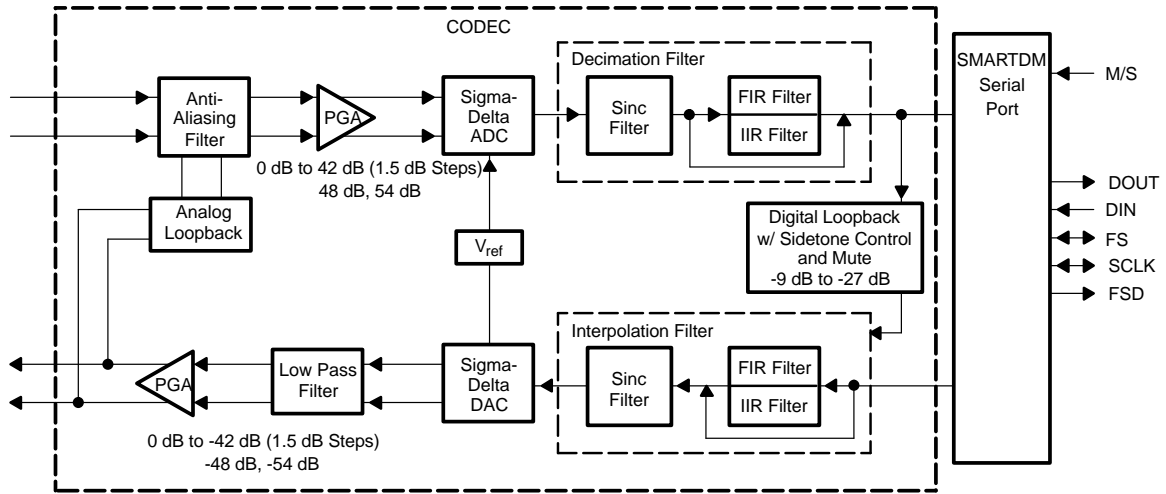 CODEC
Decimation Filter
SMARTDM
Serial
Port
M/S
Anti-
Aliasing
Filter
PGA
Sigma-
Delta
ADC
Sinc
Filter
FIR Filter
IIR Filter
0 dB to 42 dB (1.5 dB Steps)
48 dB, 54 dB
Analog
Loopback
Vref
Digital Loopback
w/ Sidetone Control
and Mute
-9 dB to -27 dB
DOUT
DIN
FS
SCLK
FSD
Interpolation Filter
PGA
Low Pass
Filter
Sigma-
Delta
DAC
Sinc
Filter
FIR Filter
IIR Filter
0 dB to -42 dB (1.5 dB Steps)
-48 dB, -54 dB